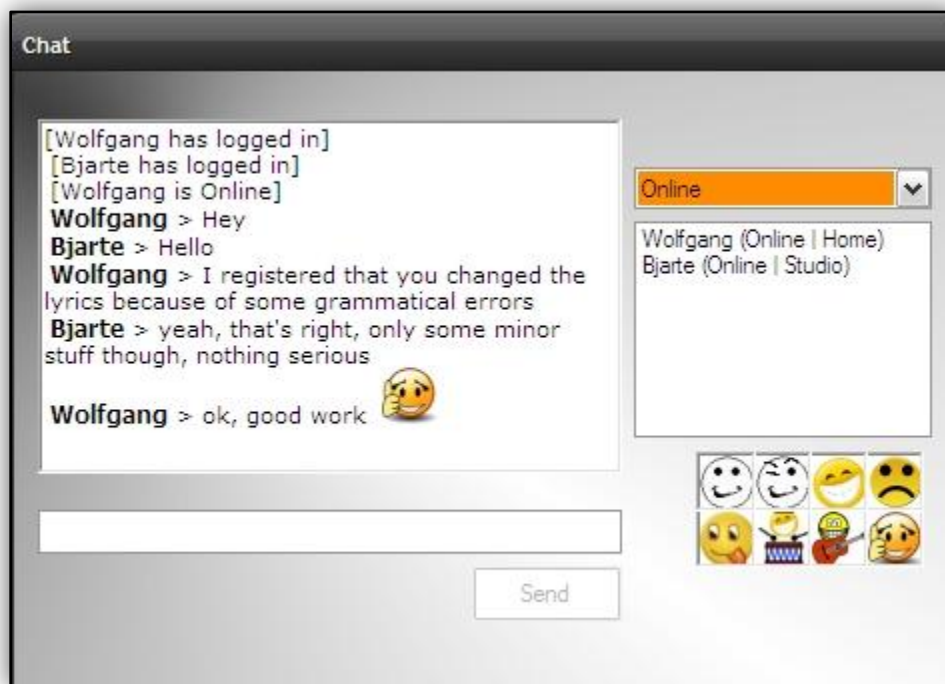 Chat
[Wolfgang has logged in]
[Bjarte has logged in]
[Wolfgang is Online]
Wolfgang > Hey
Bjarte > Hello
Wolfgang > I registered that you changed the
lyrics because of some grammatical errors
Bjarte > yeah, that's right, only some minor
stuff though, nothing serious
Wolfgang > ok, good work
Online
Wolfgang (Online | Home)
Bjarte (Online | Studio)
Send